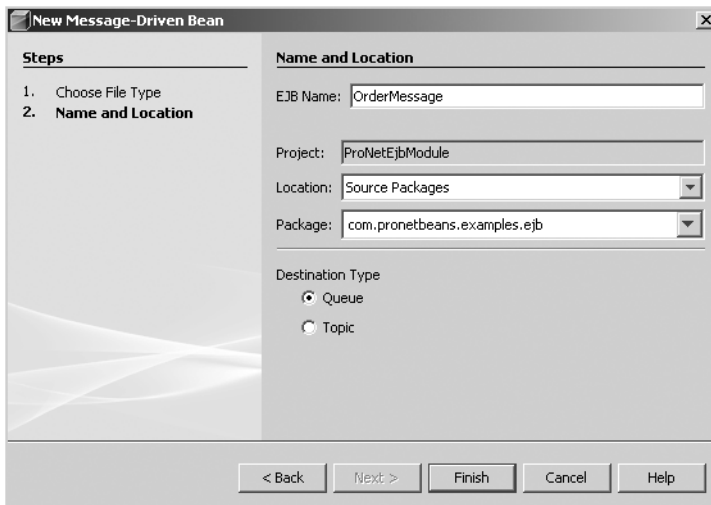 New Message-Driven Bean
Steps
1. Choose File Type
2. Name and Location
Name and Location
EJB Name: OrderMessage
Project: ProNetEjbModule
Location: Source Packages
Package: com.pronetbeans.examples.ejb
Destination Type
Queue
Topic
< Back Next > Finish Cancel Help